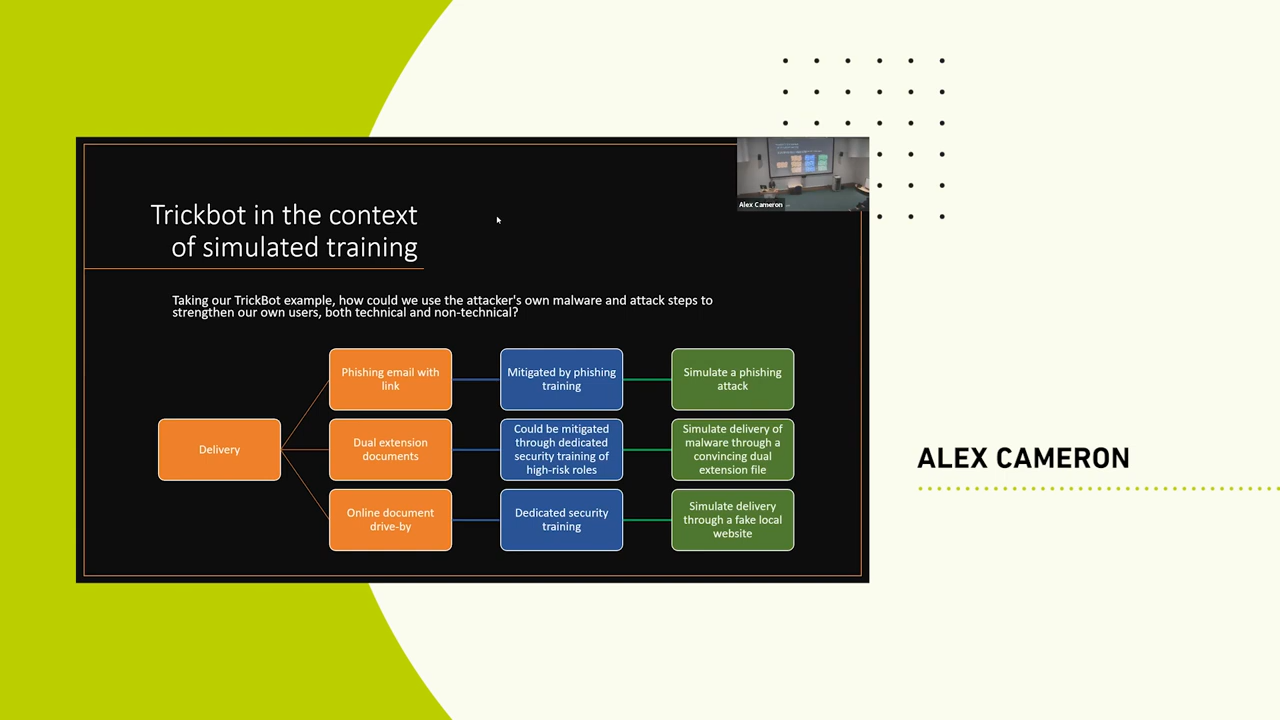 Alex Cameron
Trickbot in the context
of simulated training
Taking our TrickBot example, how could we use the attacker's own malware and attack steps to
strengthen our own users, both technical and non-technical?
Delivery
Phishing email with
link
Mitigated by phishing
training
Simulate a phishing
attack
Dual extension
documents
Could be mitigated
through dedicated
security training of
high-risk roles
Simulate delivery of
malware through a
convincing dual
extension file
Online document
drive-by
Dedicated security
training
Simulate delivery
through a fake local
website
ALEX CAMERON